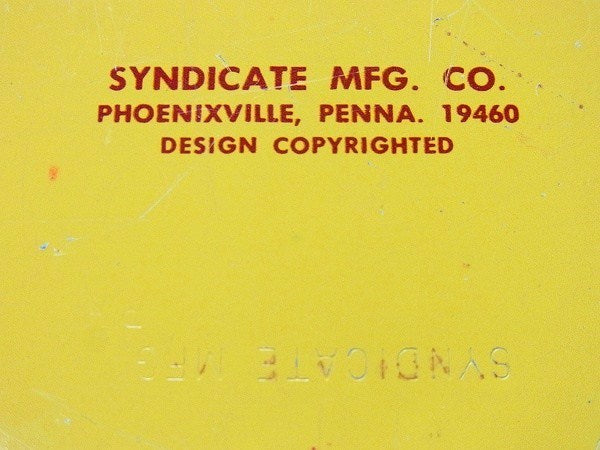 SYNDICATE MFG. CO.
PHOENIXVILLE, PENNA. 19460
DESIGN COPYRIGHTED
SYNDICATE MFG